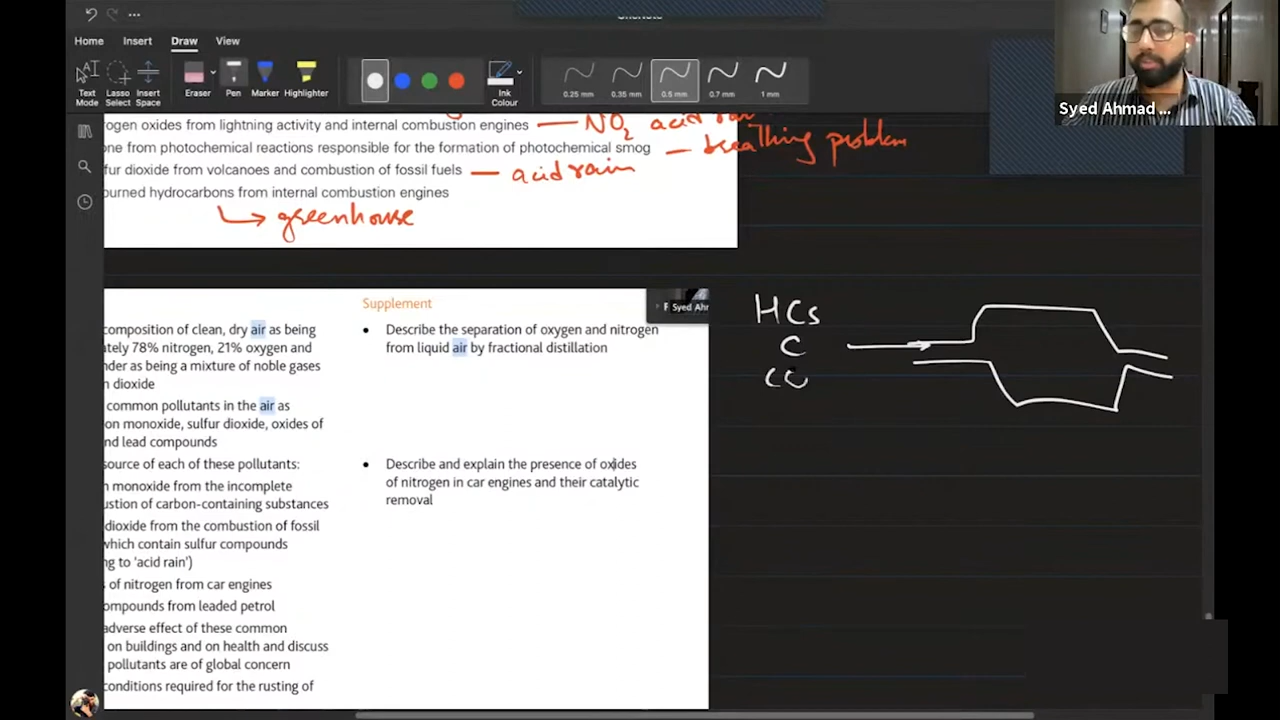 OneNote
Home Insert Draw View
Text Mode Lasso Select Insert Space Eraser Pen Marker Highlighter Ink Colour 0.25 mm 0.35 mm 0.5 mm 0.7 mm 1 mm
Syed Ahmad ...
rogen oxides from lightning activity and internal combustion engines — NO2 acid rain
one from photochemical reactions responsible for the formation of photochemical smog — breathing problem
fur dioxide from volcanoes and combustion of fossil fuels — acid rain
burned hydrocarbons from internal combustion engines
↳ greenhouse
Supplement
Syed Ahr
composition of clean, dry air as being
ately 78% nitrogen, 21% oxygen and
nder as being a mixture of noble gases
n dioxide
common pollutants in the air as
on monoxide, sulfur dioxide, oxides of
nd lead compounds
source of each of these pollutants:
n monoxide from the incomplete
ustion of carbon-containing substances
dioxide from the combustion of fossil
which contain sulfur compounds
ng to 'acid rain')
s of nitrogen from car engines
ompounds from leaded petrol
adverse effect of these common
on buildings and on health and discuss
pollutants are of global concern
conditions required for the rusting of
• Describe the separation of oxygen and nitrogen
from liquid air by fractional distillation
• Describe and explain the presence of oxides
of nitrogen in car engines and their catalytic
removal
HCs
C
CO